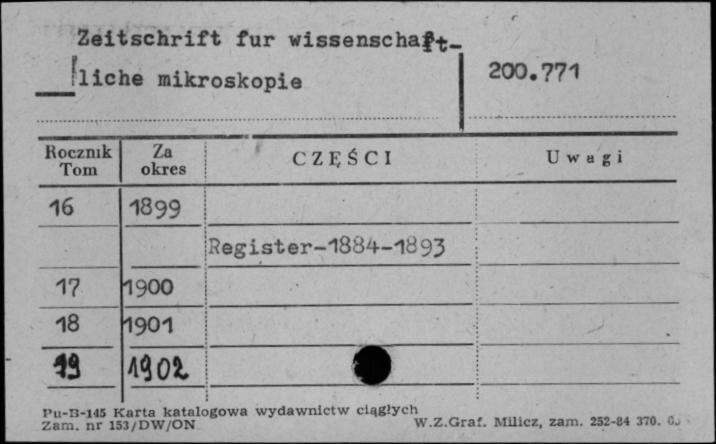 Zeitschrift fur wissenschaft-
liche mikroskopie
200.771
Rocznik Tom
Za okres
CZĘŚCI
Uwagi
16 1899
Register-1884-1893
17 1900
18 1901
19 1902
Pu-B-145 Karta katalogowa wydawnictw ciągłych
Zam. nr 153/DW/ON
W.Z.Graf. Milicz, zam. 252-84 370.